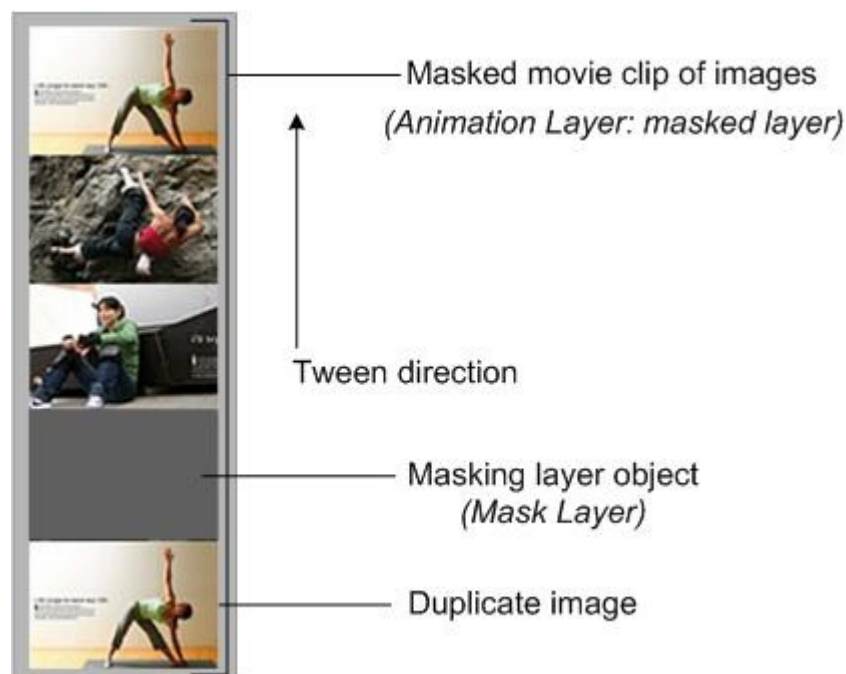 Masked movie clip of images
(Animation Layer: masked layer)
Tween direction
Masking layer object
(Mask Layer)
Duplicate image